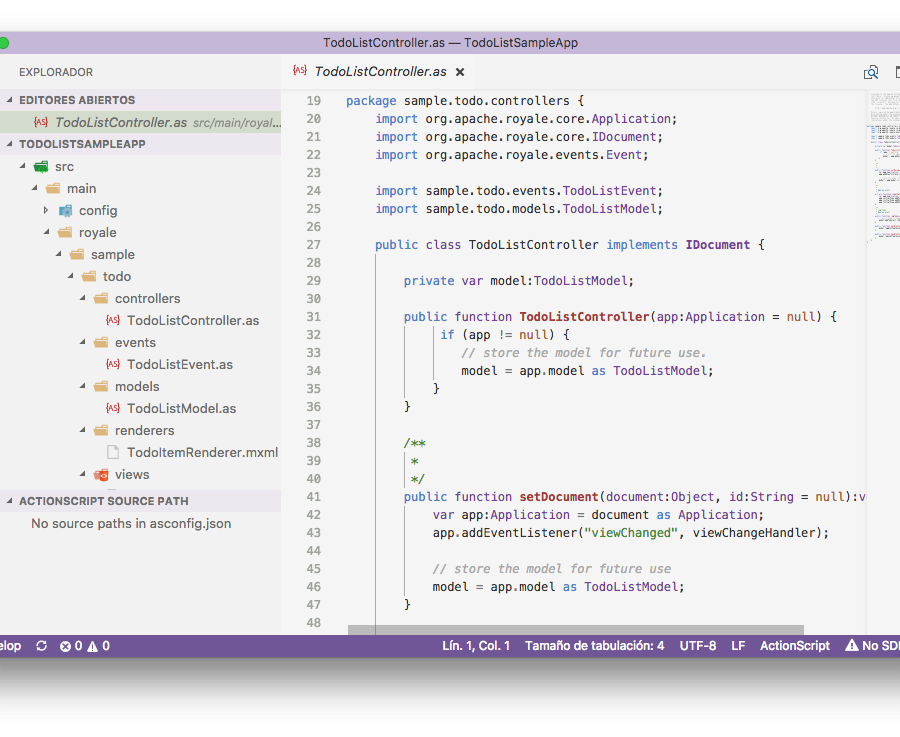 TodoListController.as — TodoListSampleApp
EXPLORADOR
EDITORES ABIERTOS
TodoListController.as src/main/royal...
TODOLISTSAMPLEAPP
src
main
config
royale
sample
todo
controllers
TodoListController.as
events
TodoListEvent.as
models
TodoListModel.as
renderers
TodoItemRenderer.mxml
views
ACTIONSCRIPT SOURCE PATH
No source paths in asconfig.json
TodoListController.as
19 package sample.todo.controllers {
20 import org.apache.royale.core.Application;
21 import org.apache.royale.core.IDocument;
22 import org.apache.royale.events.Event;
23
24 import sample.todo.events.TodoListEvent;
25 import sample.todo.models.TodoListModel;
26
27 public class TodoListController implements IDocument {
28
29 private var model:TodoListModel;
30
31 public function TodoListController(app:Application = null) {
32 if (app != null) {
33 // store the model for future use.
34 model = app.model as TodoListModel;
35 }
36 }
37
38 /**
39 *
40 */
41 public function setDocument(document:Object, id:String = null):v
42 var app:Application = document as Application;
43 app.addEventListener("viewChanged", viewChangeHandler);
44
45 // store the model for future use
46 model = app.model as TodoListModel;
47 }
48
elop 0 0 Lín. 1, Col. 1 Tamaño de tabulación: 4 UTF-8 LF ActionScript No SD